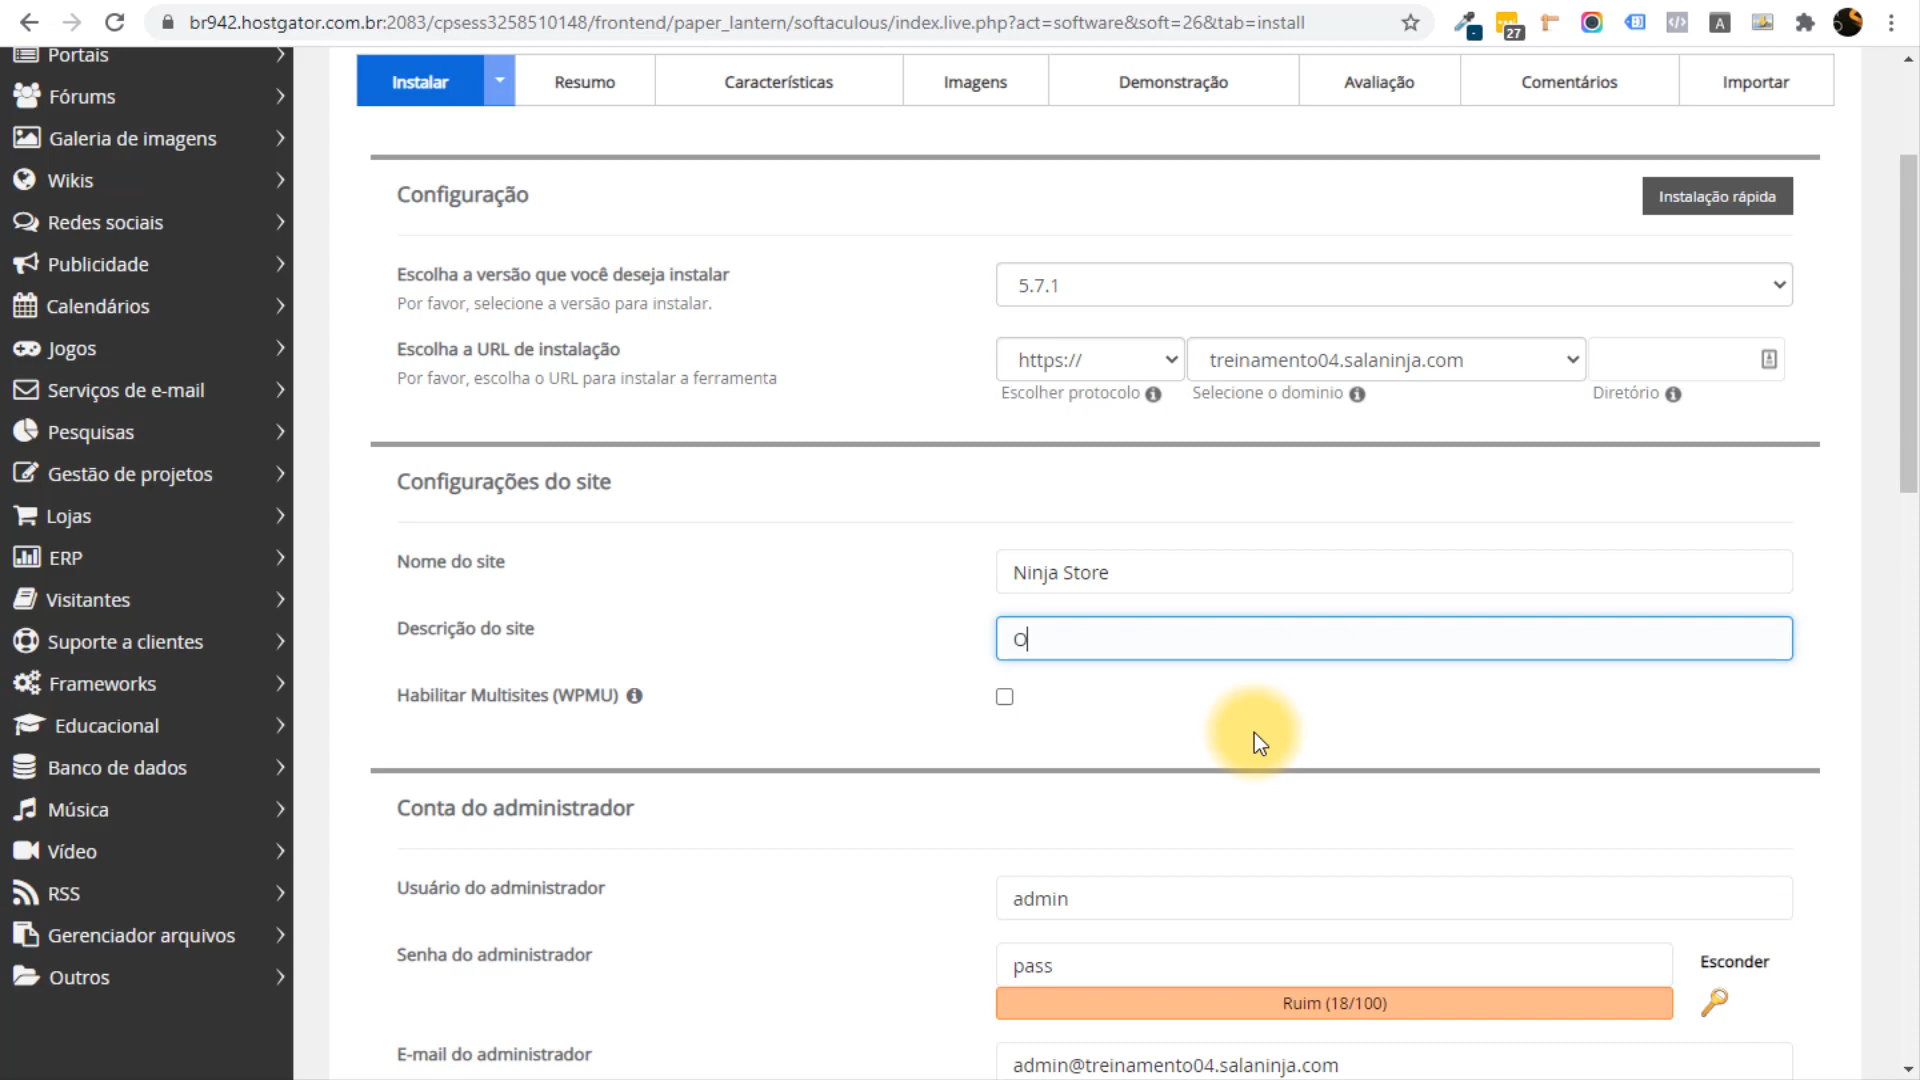 br942.hostgator.com.br:2083/cpsess3258510148/frontend/paper_lantern/softaculous/index.live.php?act=software&soft=26&tab=install
27
A
Portais
Fórums
Galeria de imagens
Wikis
Redes sociais
Publicidade
Calendários
Jogos
Serviços de e-mail
Pesquisas
Gestão de projetos
Lojas
ERP
Visitantes
Suporte a clientes
Frameworks
Educacional
Banco de dados
Música
Vídeo
RSS
Gerenciador arquivos
Outros
Instalar Resumo Características Imagens Demonstração Avaliação Comentários Importar
Configuração
Instalação rápida
Escolha a versão que você deseja instalar
Por favor, selecione a versão para instalar.
5.7.1
Escolha a URL de instalação
Por favor, escolha o URL para instalar a ferramenta
https:// treinamento04.salaninja.com
Escolher protocolo Selecione o dominio Diretório
Configurações do site
Nome do site
Ninja Store
Descrição do site
O
Habilitar Multisites (WPMU)
Conta do administrador
Usuário do administrador
admin
Senha do administrador
pass
Esconder
Ruim (18/100)
E-mail do administrador
admin@treinamento04.salaninja.com